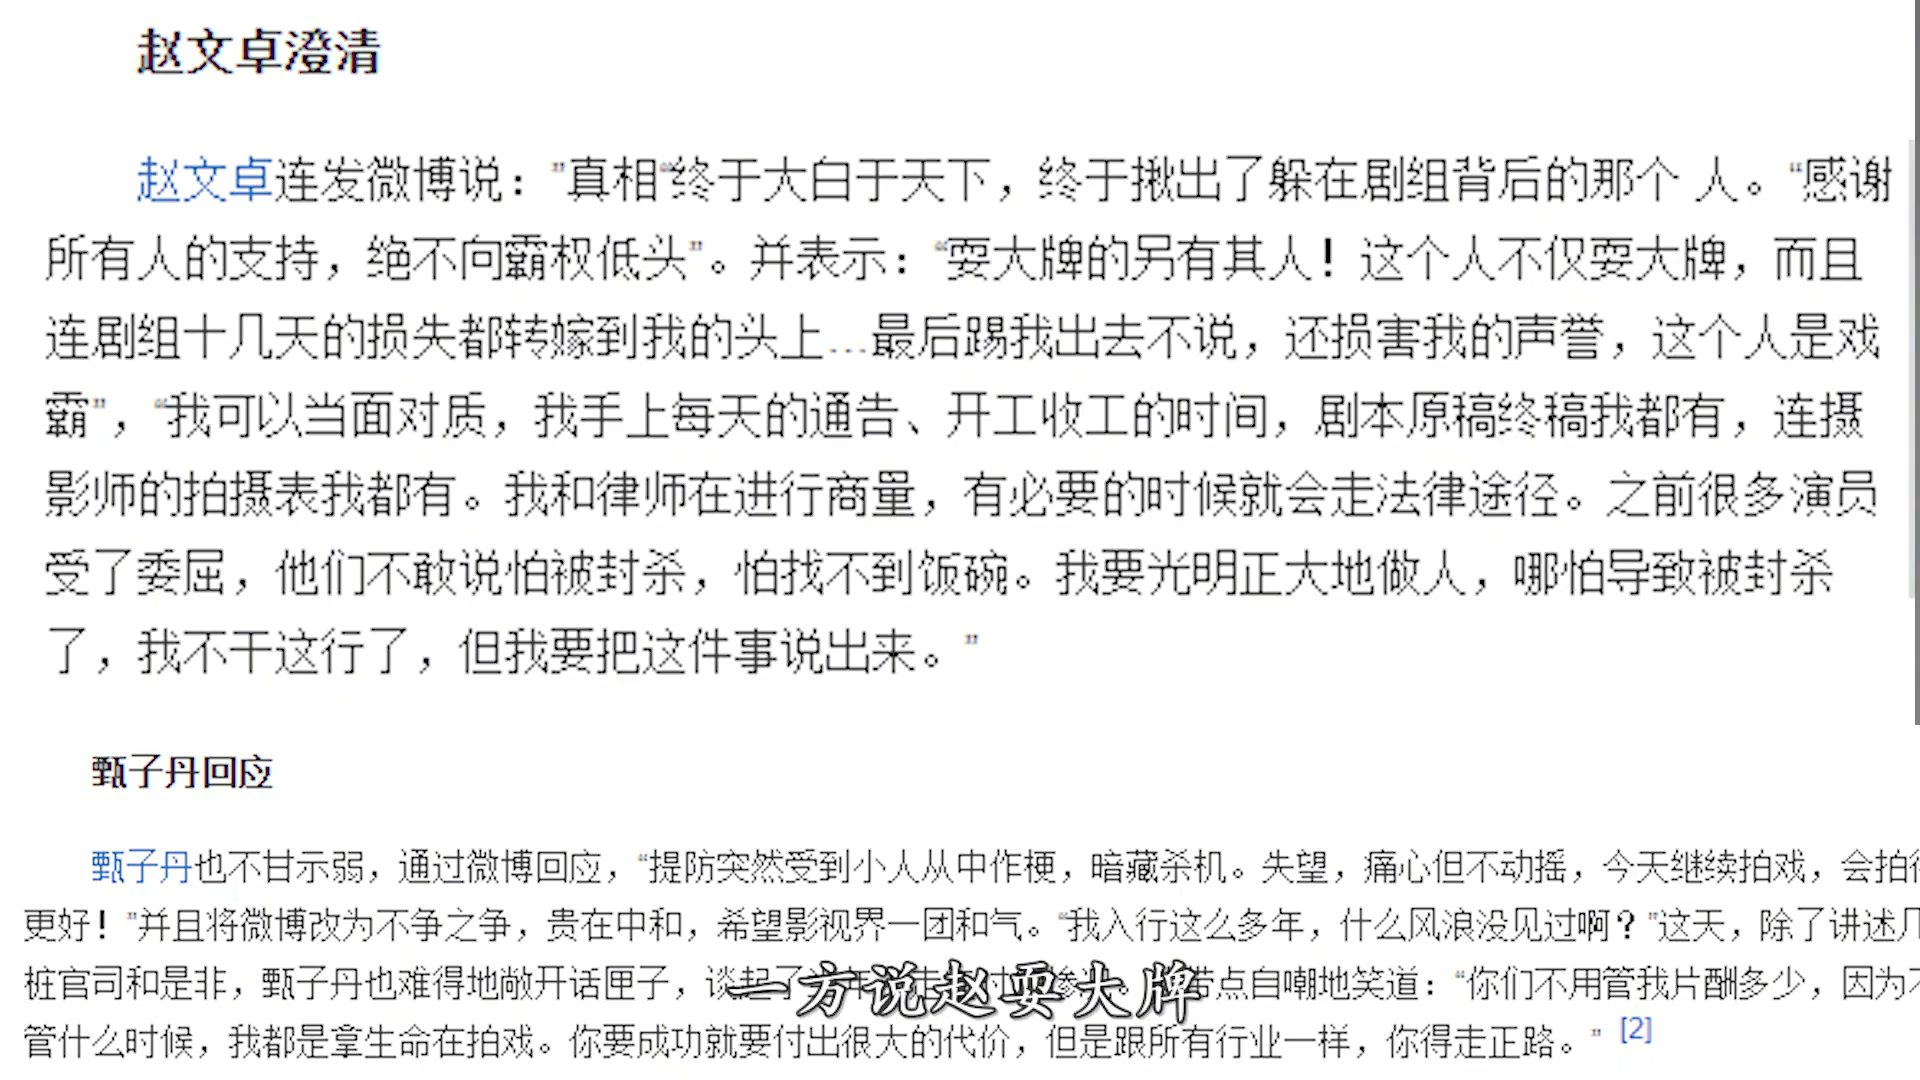 赵文卓澄清
赵文卓连发微博说："真相“终于大白于天下，终于揪出了躲在剧组背后的那个 人。“感谢
所有人的支持，绝不向霸权低头”。并表示：“耍大牌的另有其人！这个人不仅耍大牌，而且
连剧组十几天的损失都转嫁到我的头上…最后踢我出去不说，还损害我的声誉，这个人是戏
霸”，“我可以当面对质，我手上每天的通告、开工收工的时间，剧本原稿终稿我都有，连摄
影师的拍摄表我都有。我和律师在进行商量，有必要的时候就会走法律途径。之前很多演员
受了委屈，他们不敢说怕被封杀，怕找不到饭碗。我要光明正大地做人，哪怕导致被封杀
了，我不干这行了，但我要把这件事说出来。”
甄子丹回应
甄子丹也不甘示弱，通过微博回应，“提防突然受到小人从中作梗，暗藏杀机。失望，痛心但不动摇，今天继续拍戏，会拍得
更好！”并且将微博改为不争之争，贵在中和，希望影视界一团和气。“我入行这么多年，什么风浪没见过啊？”这天，除了讲述几
桩官司和是非，甄子丹也难得地敞开话匣子，谈起了 带点自嘲地笑道：“你们不用管我片酬多少，因为不
一方说赵耍大牌
管什么时候，我都是拿生命在拍戏。你要成功就要付出很大的代价，但是跟所有行业一样，你得走正路。” [2]